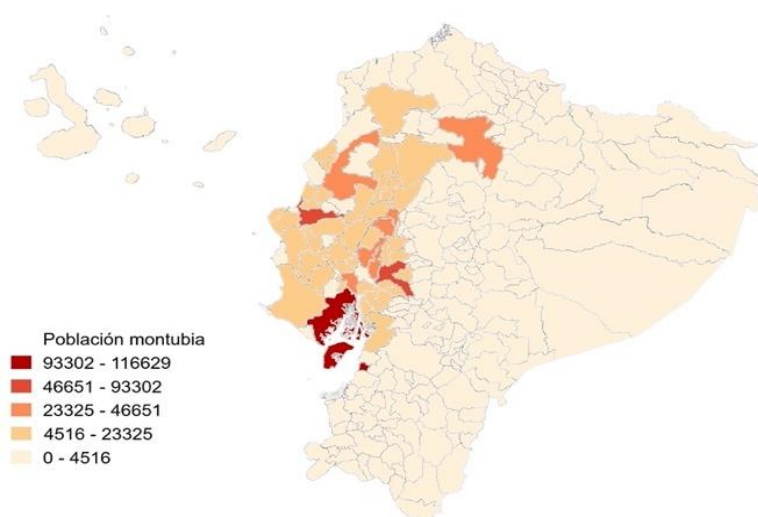 Población montubia
93302 - 116629
46651 - 93302
23325 - 46651
4516 - 23325
0 - 4516